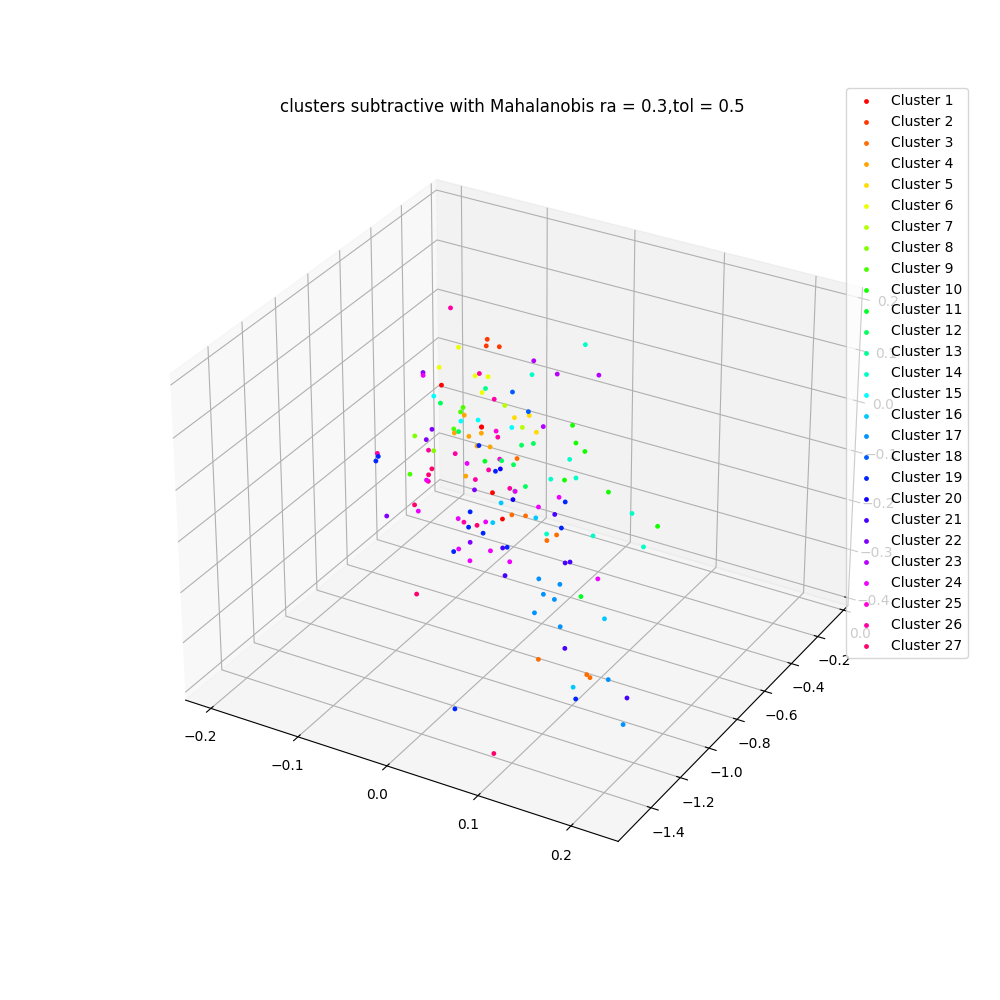 clusters subtractive with Mahalanobis ra = 0.3,tol = 0.5
Cluster 1
Cluster 2
Cluster 3
Cluster 4
Cluster 5
Cluster 6
Cluster 7
Cluster 8
Cluster 9
Cluster 10
Cluster 11
Cluster 12
Cluster 13
Cluster 14
Cluster 15
Cluster 16
Cluster 17
Cluster 18
Cluster 19
Cluster 20
Cluster 21
Cluster 22
Cluster 23
Cluster 24
Cluster 25
Cluster 26
Cluster 27
0.2
0.1
0.0
−0.1
−0.2
−0.3
−0.4
0.0
−0.2
−0.4
−0.6
−0.8
−1.0
−1.2
−1.4
−0.2
−0.1
0.0
0.1
0.2